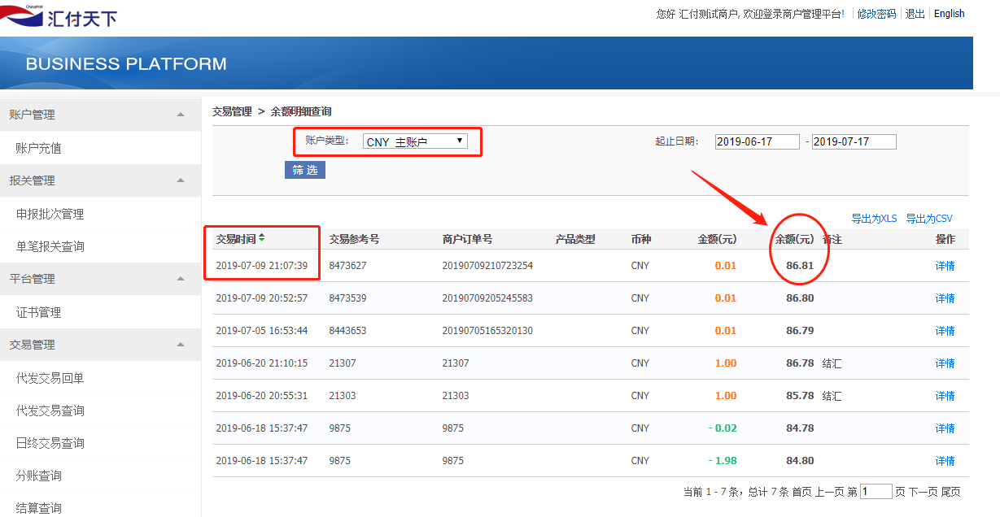 ChinaPnR
汇付天下
您好 汇付测试商户, 欢迎登录商户管理平台! 修改密码 退出 English
BUSINESS PLATFORM
账户管理
账户充值
报关管理
申报批次管理
单笔报关查询
平台管理
证书管理
交易管理
代发交易回单
代发交易查询
日终交易查询
分账查询
结算查询
交易管理 > 余额明细查询
账户类型: CNY 主账户 ▼ 起止日期: 2019-06-17 - 2019-07-17
筛 选
导出为XLS 导出为CSV
交易时间 交易参考号 商户订单号 产品类型 币种 金额(元) 余额(元) 备注 操作
2019-07-09 21:07:39 8473627 20190709210723254 CNY 0.01 86.81 详情
2019-07-09 20:52:57 8473539 20190709205245583 CNY 0.01 86.80 详情
2019-07-05 16:53:44 8443653 20190705165320130 CNY 0.01 86.79 详情
2019-06-20 21:10:15 21307 21307 CNY 1.00 86.78 结汇 详情
2019-06-20 20:55:31 21303 21303 CNY 1.00 85.78 结汇 详情
2019-06-18 15:37:47 9875 9875 CNY - 0.02 84.78 详情
2019-06-18 15:37:47 9875 9875 CNY - 1.98 84.80 详情
当前 1 - 7 条，总计 7 条 首页 上一页 第 1 页 下一页 尾页